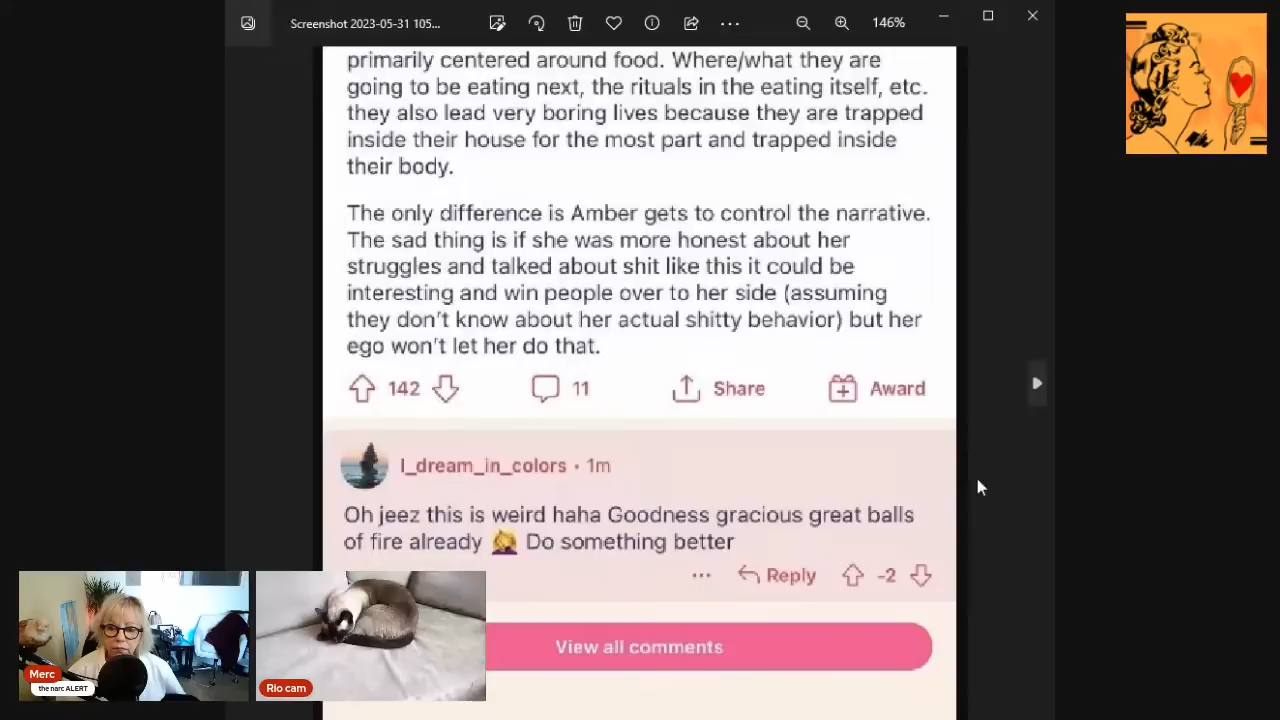 Screenshot 2023-05-31 105...
146%
primarily centered around food. Where/what they are
going to be eating next, the rituals in the eating itself, etc.
they also lead very boring lives because they are trapped
inside their house for the most part and trapped inside
their body.
The only difference is Amber gets to control the narrative.
The sad thing is if she was more honest about her
struggles and talked about shit like this it could be
interesting and win people over to her side (assuming
they don't know about her actual shitty behavior) but her
ego won't let her do that.
142
11
Share
Award
I_dream_in_colors • 1m
Oh jeez this is weird haha Goodness gracious great balls
of fire already 🤦 Do something better
... Reply -2
View all comments
Merc
the narc ALERT
Rio cam